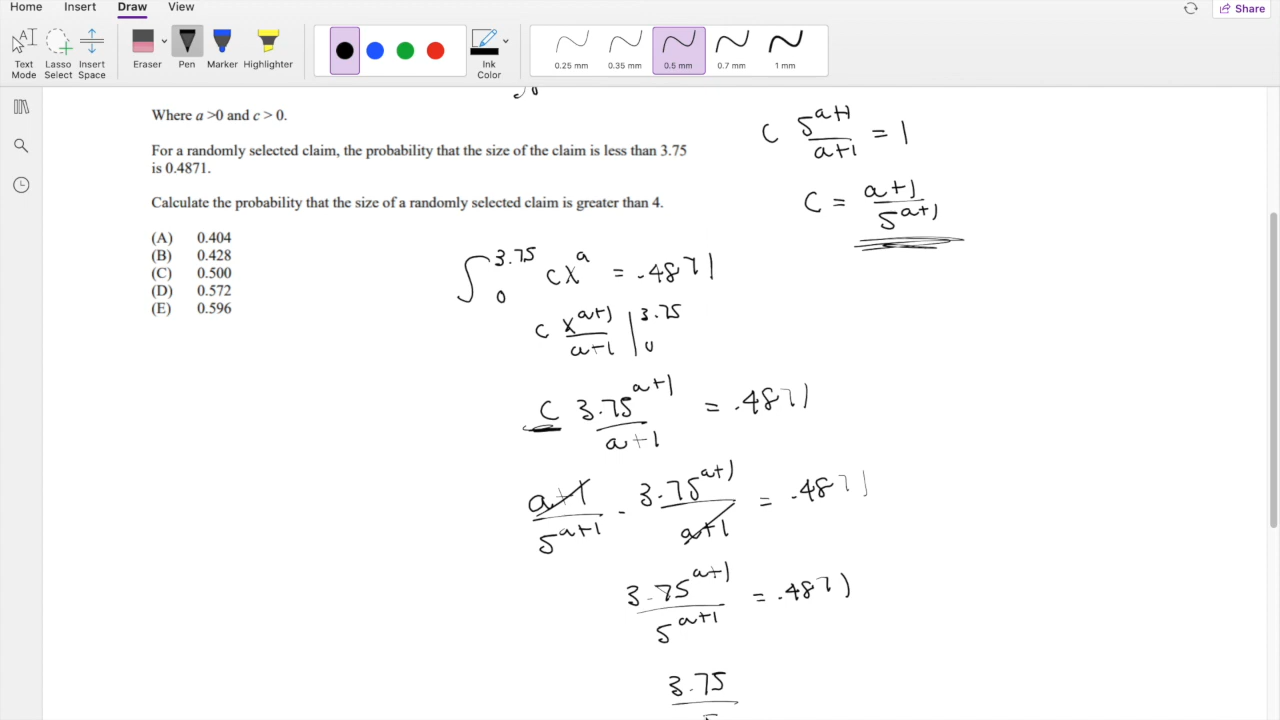 Home Insert Draw View
Share
Text Mode
Lasso Select
Insert Space
Eraser
Pen
Marker
Highlighter
Ink Color
0.25 mm
0.35 mm
0.5 mm
0.7 mm
1 mm
Where a >0 and c > 0.
For a randomly selected claim, the probability that the size of the claim is less than 3.75
is 0.4871.
Calculate the probability that the size of a randomly selected claim is greater than 4.
(A) 0.404
(B) 0.428
(C) 0.500
(D) 0.572
(E) 0.596
C 5^{a+1}/(a+1) = 1
C = (a+1)/5^{a+1}
∫_0^{3.75} cx^a = .4871
C x^{a+1}/(a+1) |_0^{3.75}
C 3.75^{a+1}/(a+1) = .4871
(a+1)/5^{a+1} · 3.75^{a+1}/(a+1) = .4871
3.75^{a+1}/5^{a+1} = .4871
3.75